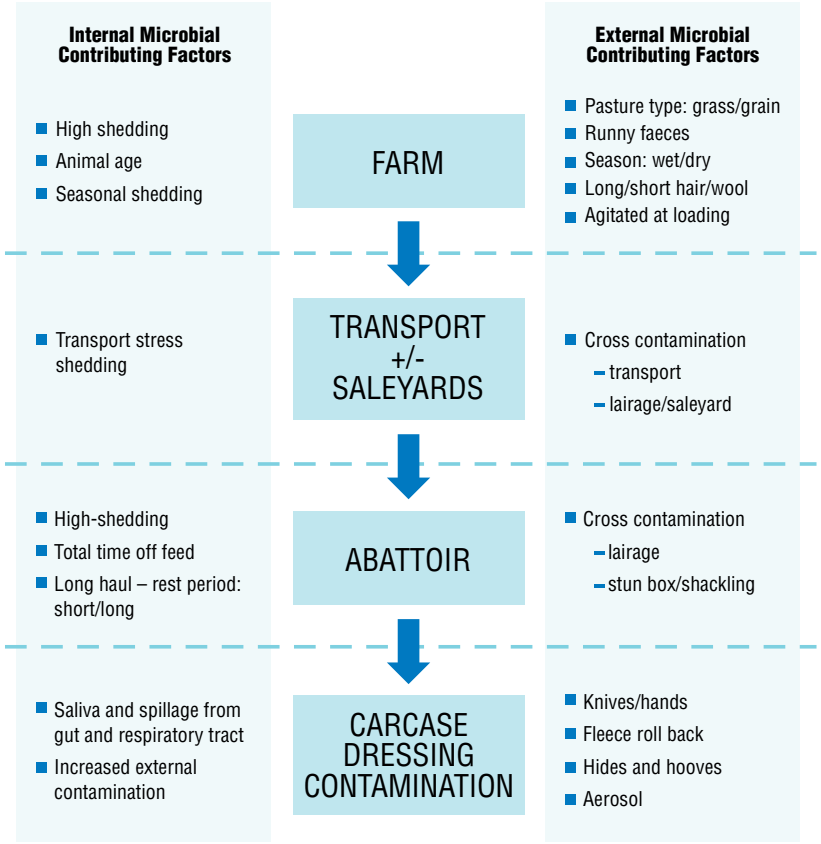 Internal Microbial
Contributing Factors
External Microbial
Contributing Factors
High shedding
Animal age
Seasonal shedding
FARM
Pasture type: grass/grain
Runny faeces
Season: wet/dry
Long/short hair/wool
Agitated at loading
Transport stress
shedding
TRANSPORT
+/-
SALEYARDS
Cross contamination
– transport
– lairage/saleyard
High-shedding
Total time off feed
Long haul – rest period:
short/long
ABATTOIR
Cross contamination
– lairage
– stun box/shackling
Saliva and spillage from
gut and respiratory tract
Increased external
contamination
CARCASE
DRESSING
CONTAMINATION
Knives/hands
Fleece roll back
Hides and hooves
Aerosol